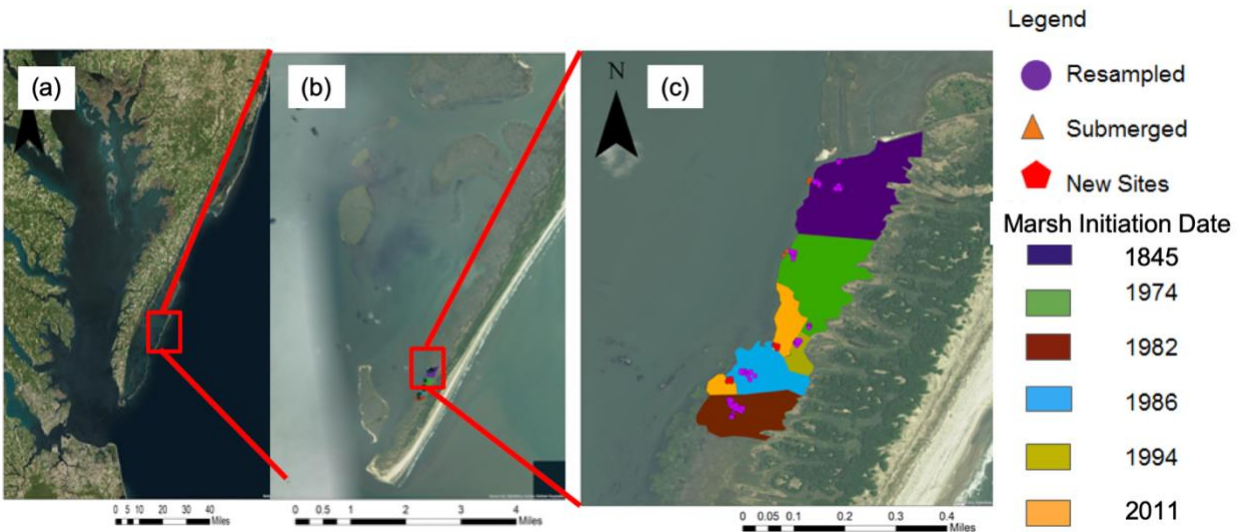 (a)
(b)
N
(c)
Legend
Resampled
Submerged
New Sites
Marsh Initiation Date
1845
1974
1982
1986
1994
2011
0 5 10 20 30 40
Miles
0 0.5 1 2 3 4
Miles
0 0.05 0.1 0.2 0.3 0.4
Miles